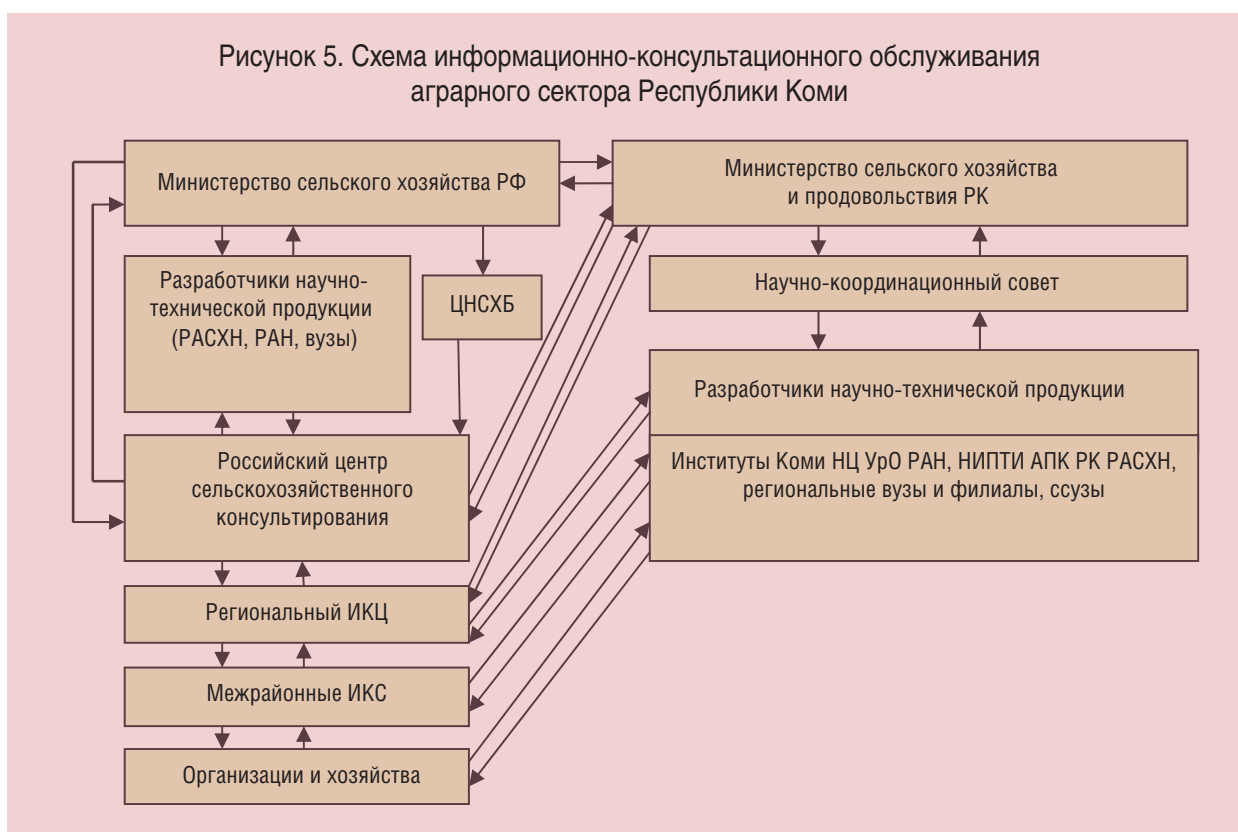 Рисунок 5. Схема информационно-консультационного обслуживания
аграрного сектора Республики Коми
Министерство сельского хозяйства РФ
Министерство сельского хозяйства
и продовольствия РК
Разработчики научно-
технической продукции
(РАСХН, РАН, вузы)
ЦНСХБ
Научно-координационный совет
Разработчики научно-технической продукции
Российский центр
сельскохозяйственного
консультирования
Институты Коми НЦ УрО РАН, НИПТИ АПК РК РАСХН,
региональные вузы и филиалы, ссузы
Региональный ИКЦ
Межрайонные ИКС
Организации и хозяйства